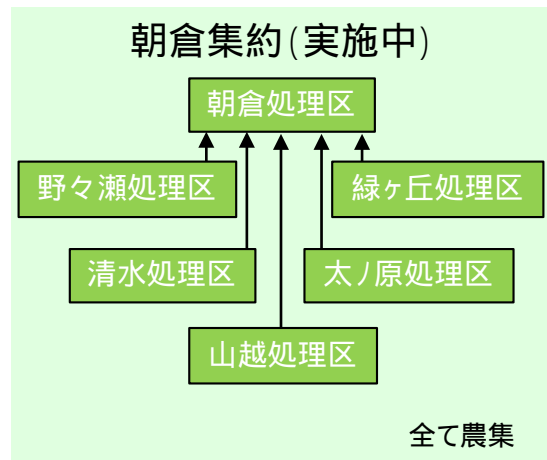 朝倉集約(実施中)
朝倉処理区
野々瀬処理区
緑ヶ丘処理区
清水処理区
太ノ原処理区
山越処理区
全て農集